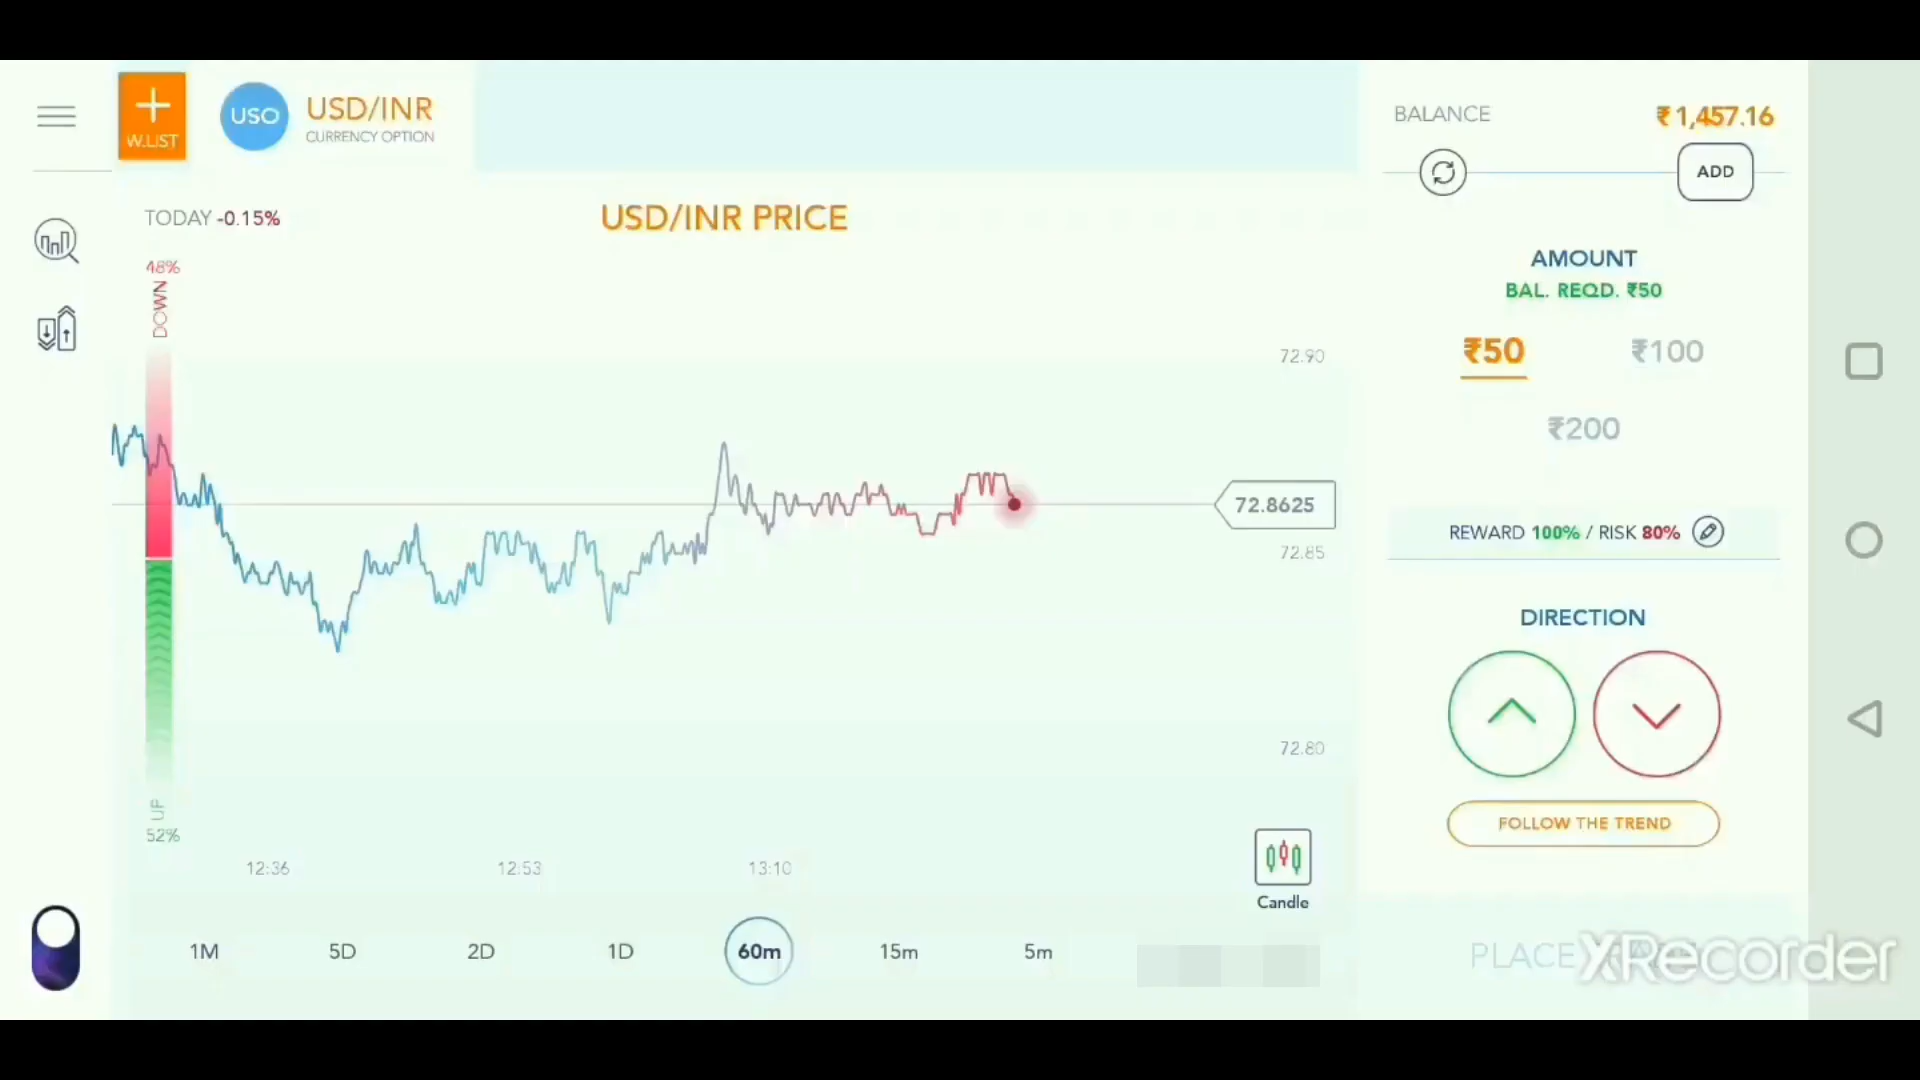 W.LIST
USO
USD/INR
CURRENCY OPTION
BALANCE
₹1,457.16
ADD
TODAY -0.15%
USD/INR PRICE
48%
DOWN
AMOUNT
BAL. REQD. ₹50
₹50
₹100
₹200
72.90
72.8625
72.85
72.80
REWARD 100% / RISK 80%
DIRECTION
FOLLOW THE TREND
UP
52%
12:36
12:53
13:10
Candle
1M
5D
2D
1D
60m
15m
5m
PLACE
XRecorder